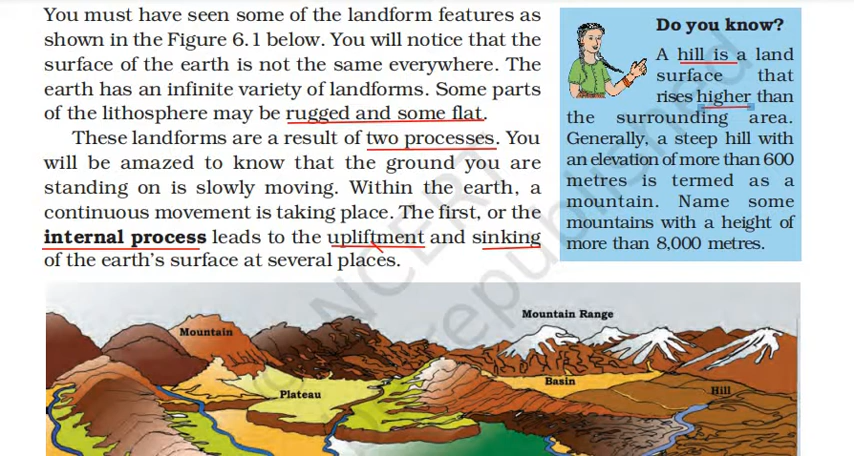 You must have seen some of the landform features as
shown in the Figure 6.1 below. You will notice that the
surface of the earth is not the same everywhere. The
earth has an infinite variety of landforms. Some parts
of the lithosphere may be rugged and some flat.
These landforms are a result of two processes. You
will be amazed to know that the ground you are
standing on is slowly moving. Within the earth, a
continuous movement is taking place. The first, or the
internal process leads to the upliftment and sinking
of the earth's surface at several places.
Do you know?
A hill is a land
surface that
rises higher than
the surrounding area.
Generally, a steep hill with
an elevation of more than 600
metres is termed as a
mountain. Name some
mountains with a height of
more than 8,000 metres.
Mountain Range
Mountain
Basin
Hill
Plateau
© NCERT
republished